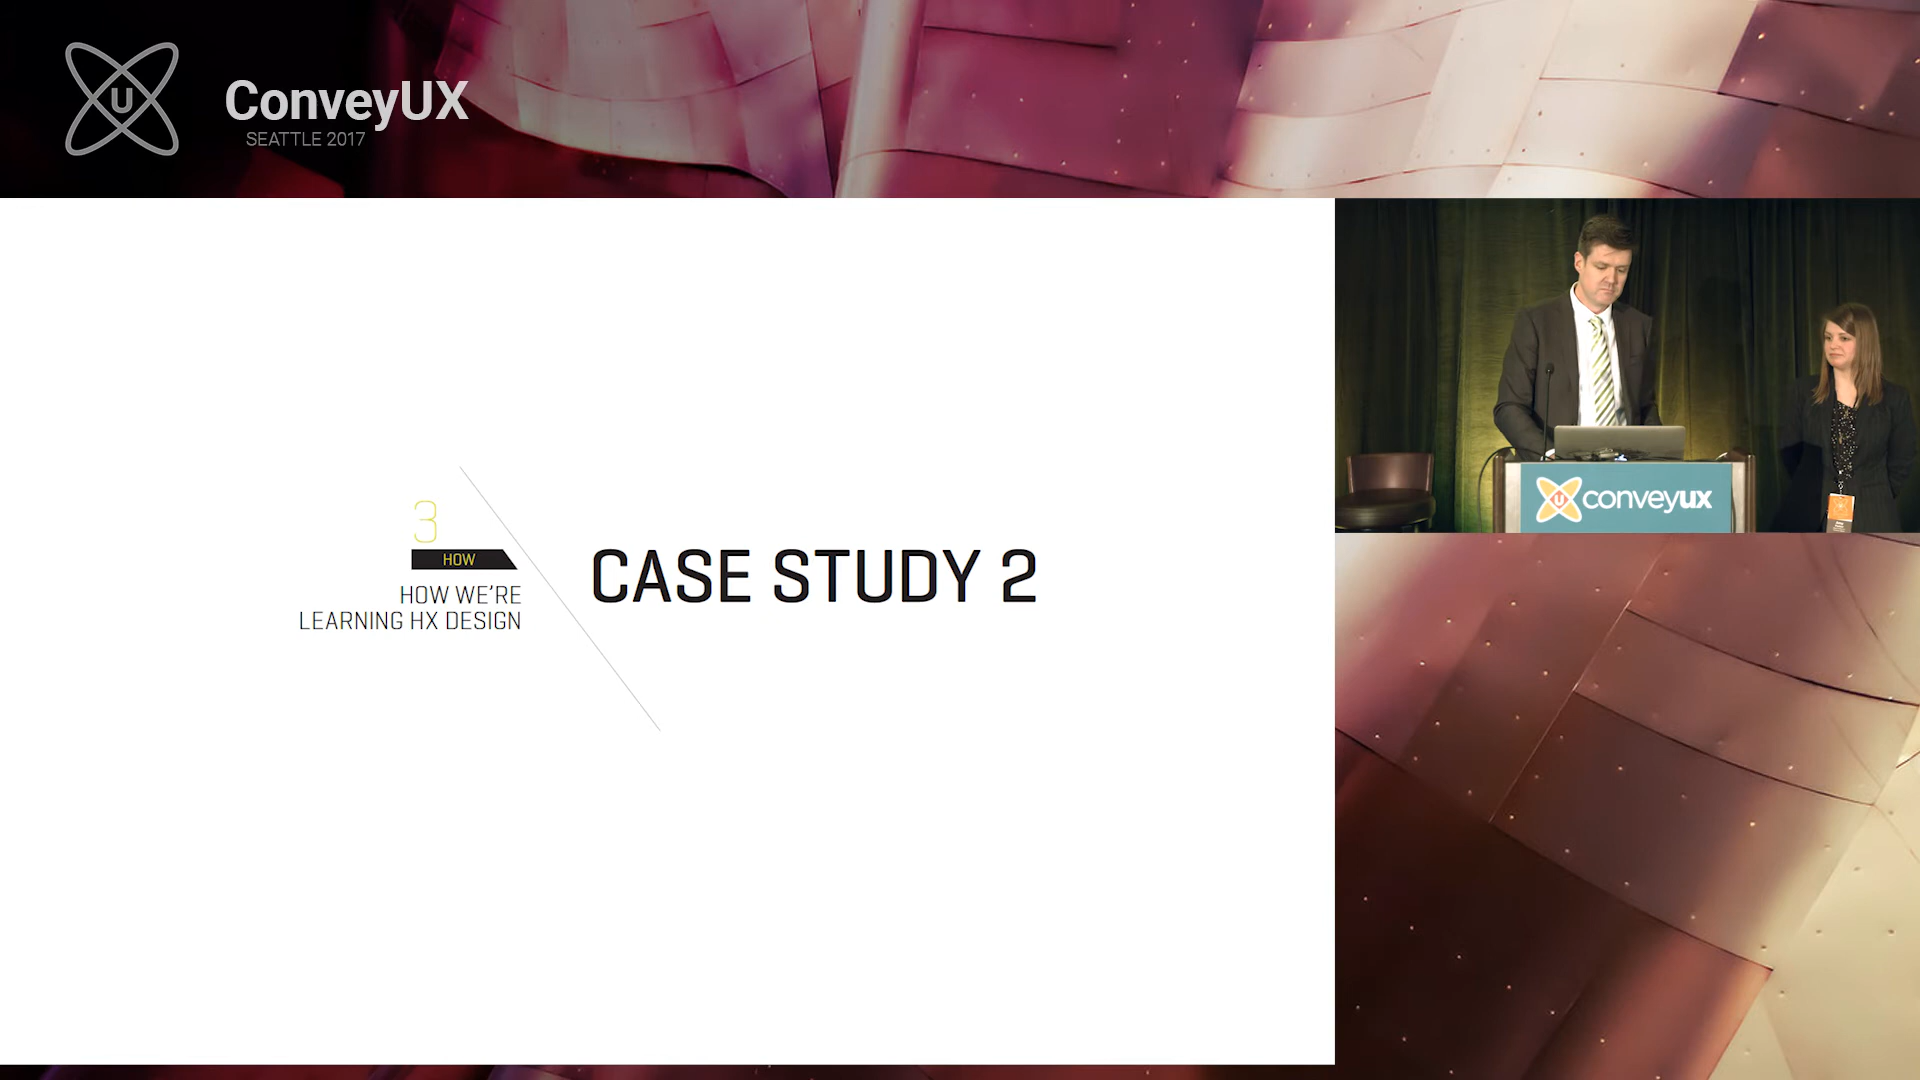 U
ConveyUX
SEATTLE 2017
3
HOW
HOW WE'RE
LEARNING HX DESIGN
CASE STUDY 2
U conveyux